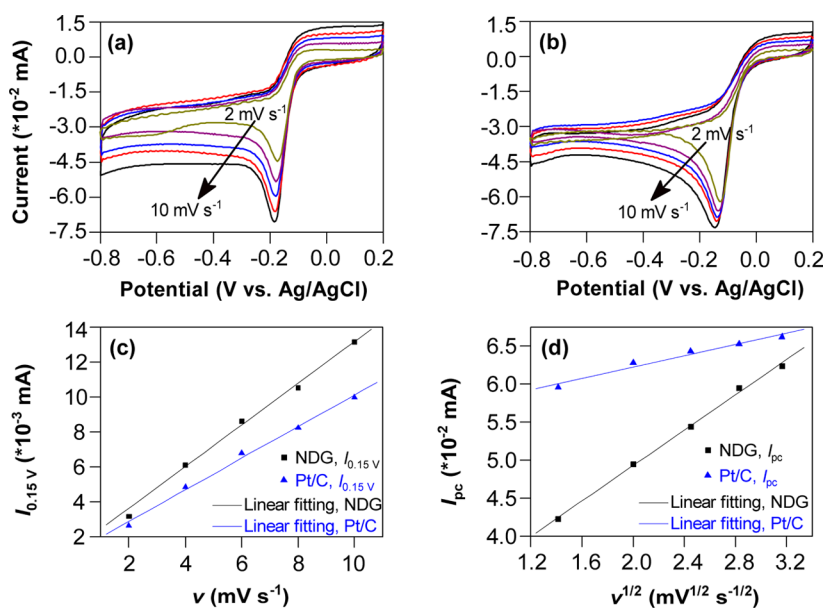 (a)
Current (*10⁻² mA)
1.5
0.0
-1.5
-3.0
-4.5
-6.0
-7.5
2 mV s⁻¹
10 mV s⁻¹
-0.8 -0.6 -0.4 -0.2 0.0 0.2
Potential (V vs. Ag/AgCl)
(b)
1.5
0.0
-1.5
-3.0
-4.5
-6.0
-7.5
2 mV s⁻¹
10 mV s⁻¹
-0.8 -0.6 -0.4 -0.2 0.0 0.2
Potential (V vs. Ag/AgCl)
(c)
I0.15 V (*10⁻³ mA)
14
12
10
8
6
4
2
NDG, I0.15 V
Pt/C, I0.15 V
Linear fitting, NDG
Linear fitting, Pt/C
2 4 6 8 10
v (mV s⁻¹)
(d)
Ipc (*10⁻² mA)
6.5
6.0
5.5
5.0
4.5
4.0
NDG, Ipc
Pt/C, Ipc
Linear fitting, NDG
Linear fitting, Pt/C
1.2 1.6 2.0 2.4 2.8 3.2
v¹/² (mV¹/² s⁻¹/²)